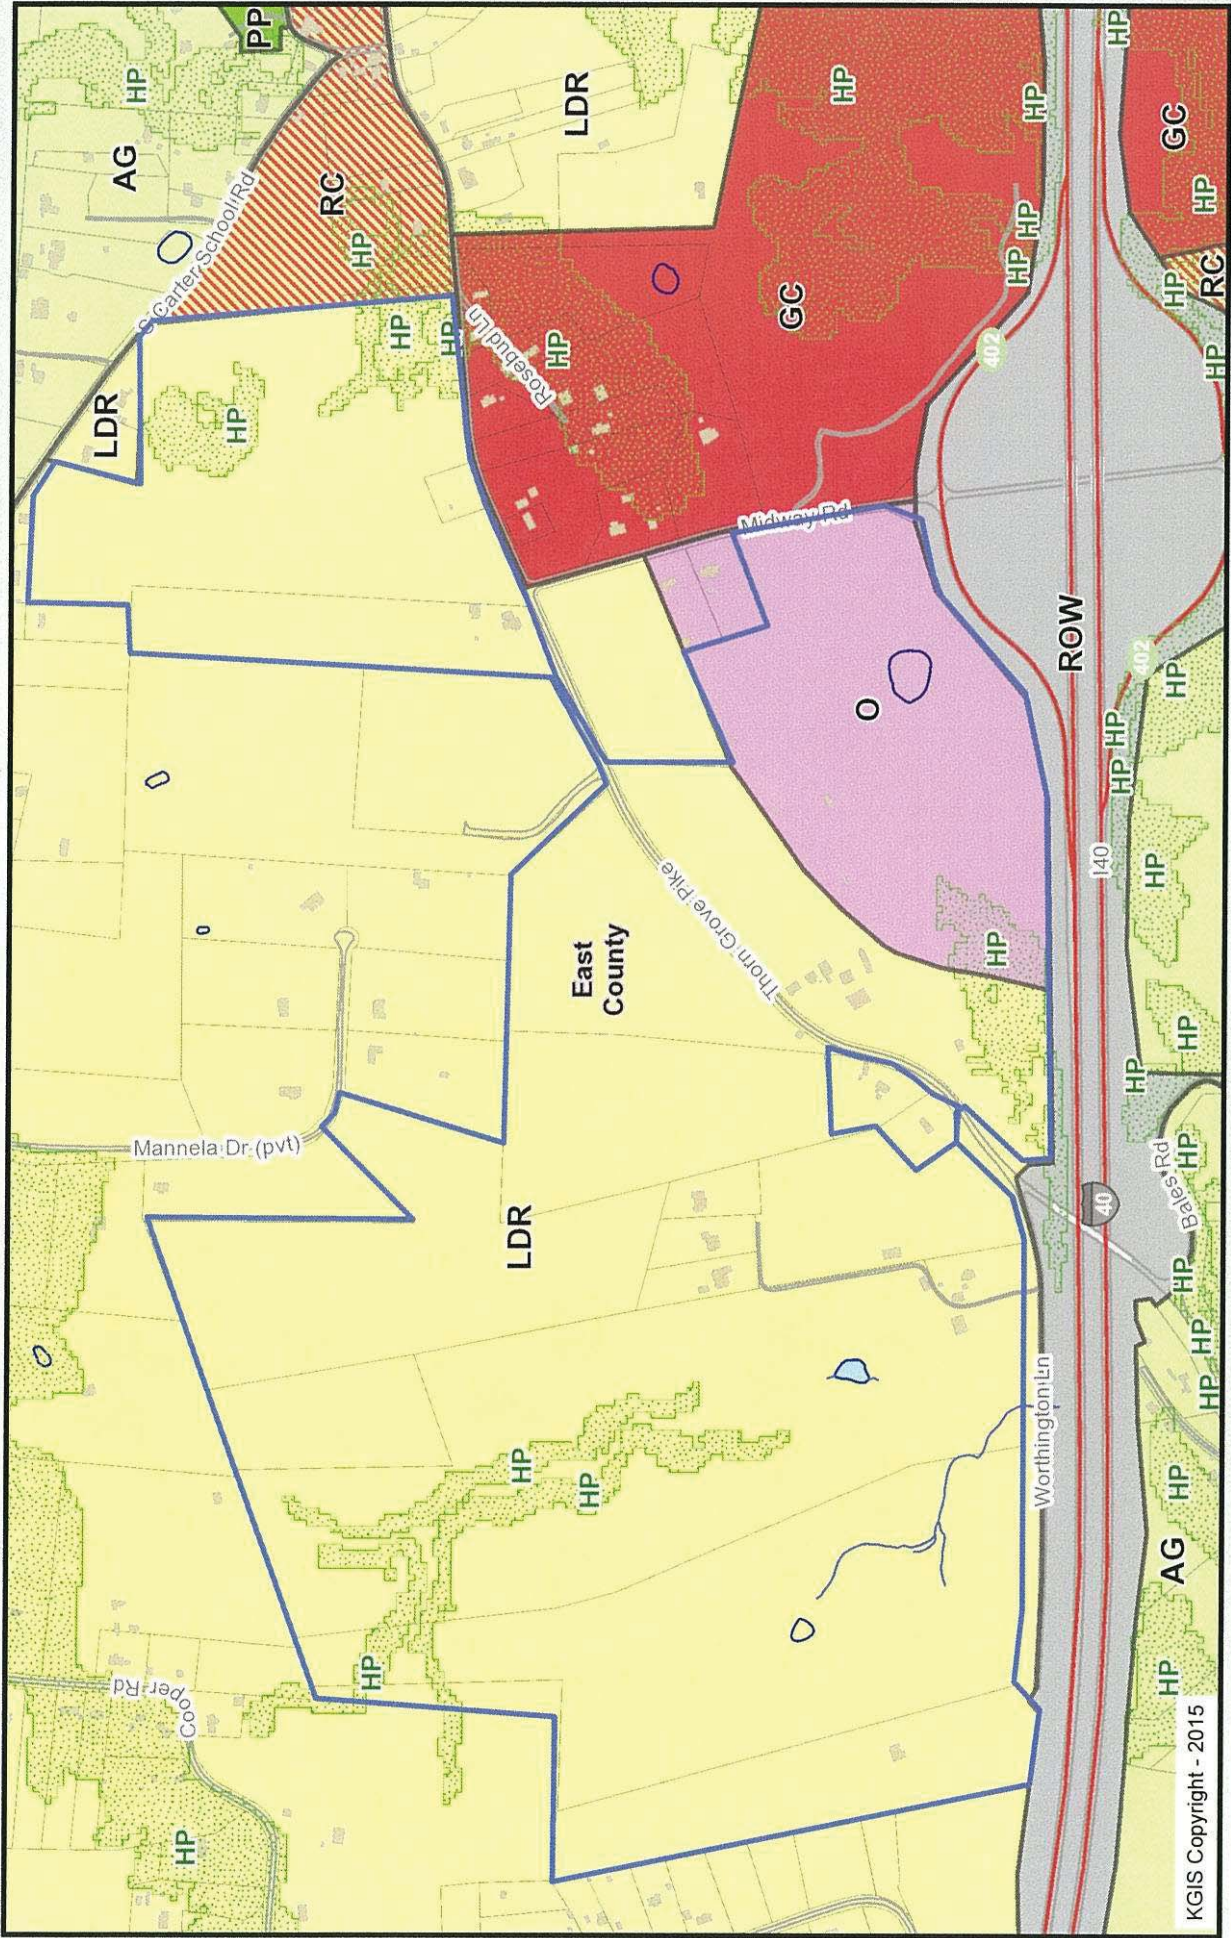 PP
HP
AG
S Carter School Rd
RC
HP
LDR
HP
HP
HP
LDR
HP
HP
Rosebud Ln
HP
GC
HP
HP
HP
402
HP
GC
HP
HP
RC
HP
Midway Rd
O
ROW
402
HP
HP
HP
I40
HP
HP
Thorn Grove Pike
East
County
HP
HP
Mannela Dr (pvt)
LDR
40
Bales Rd
HP
HP
HP
HP
Worthington Ln
HP
HP
HP
AG
HP
HP
Cooper Rd
HP
KGIS Copyright - 2015